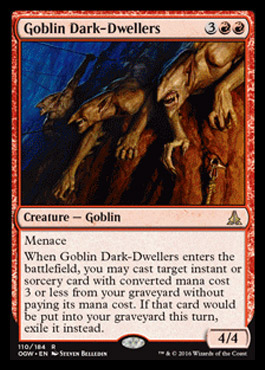 Goblin Dark-Dwellers 3
Creature — Goblin
Menace
When Goblin Dark-Dwellers enters the
battlefield, you may cast target instant or
sorcery card with converted mana cost
3 or less from your graveyard without
paying its mana cost. If that card would
be put into your graveyard this turn,
exile it instead.
4/4
110/184 R
OGW • EN STEVEN BELLEDIN ™ & © 2016 Wizards of the Coast